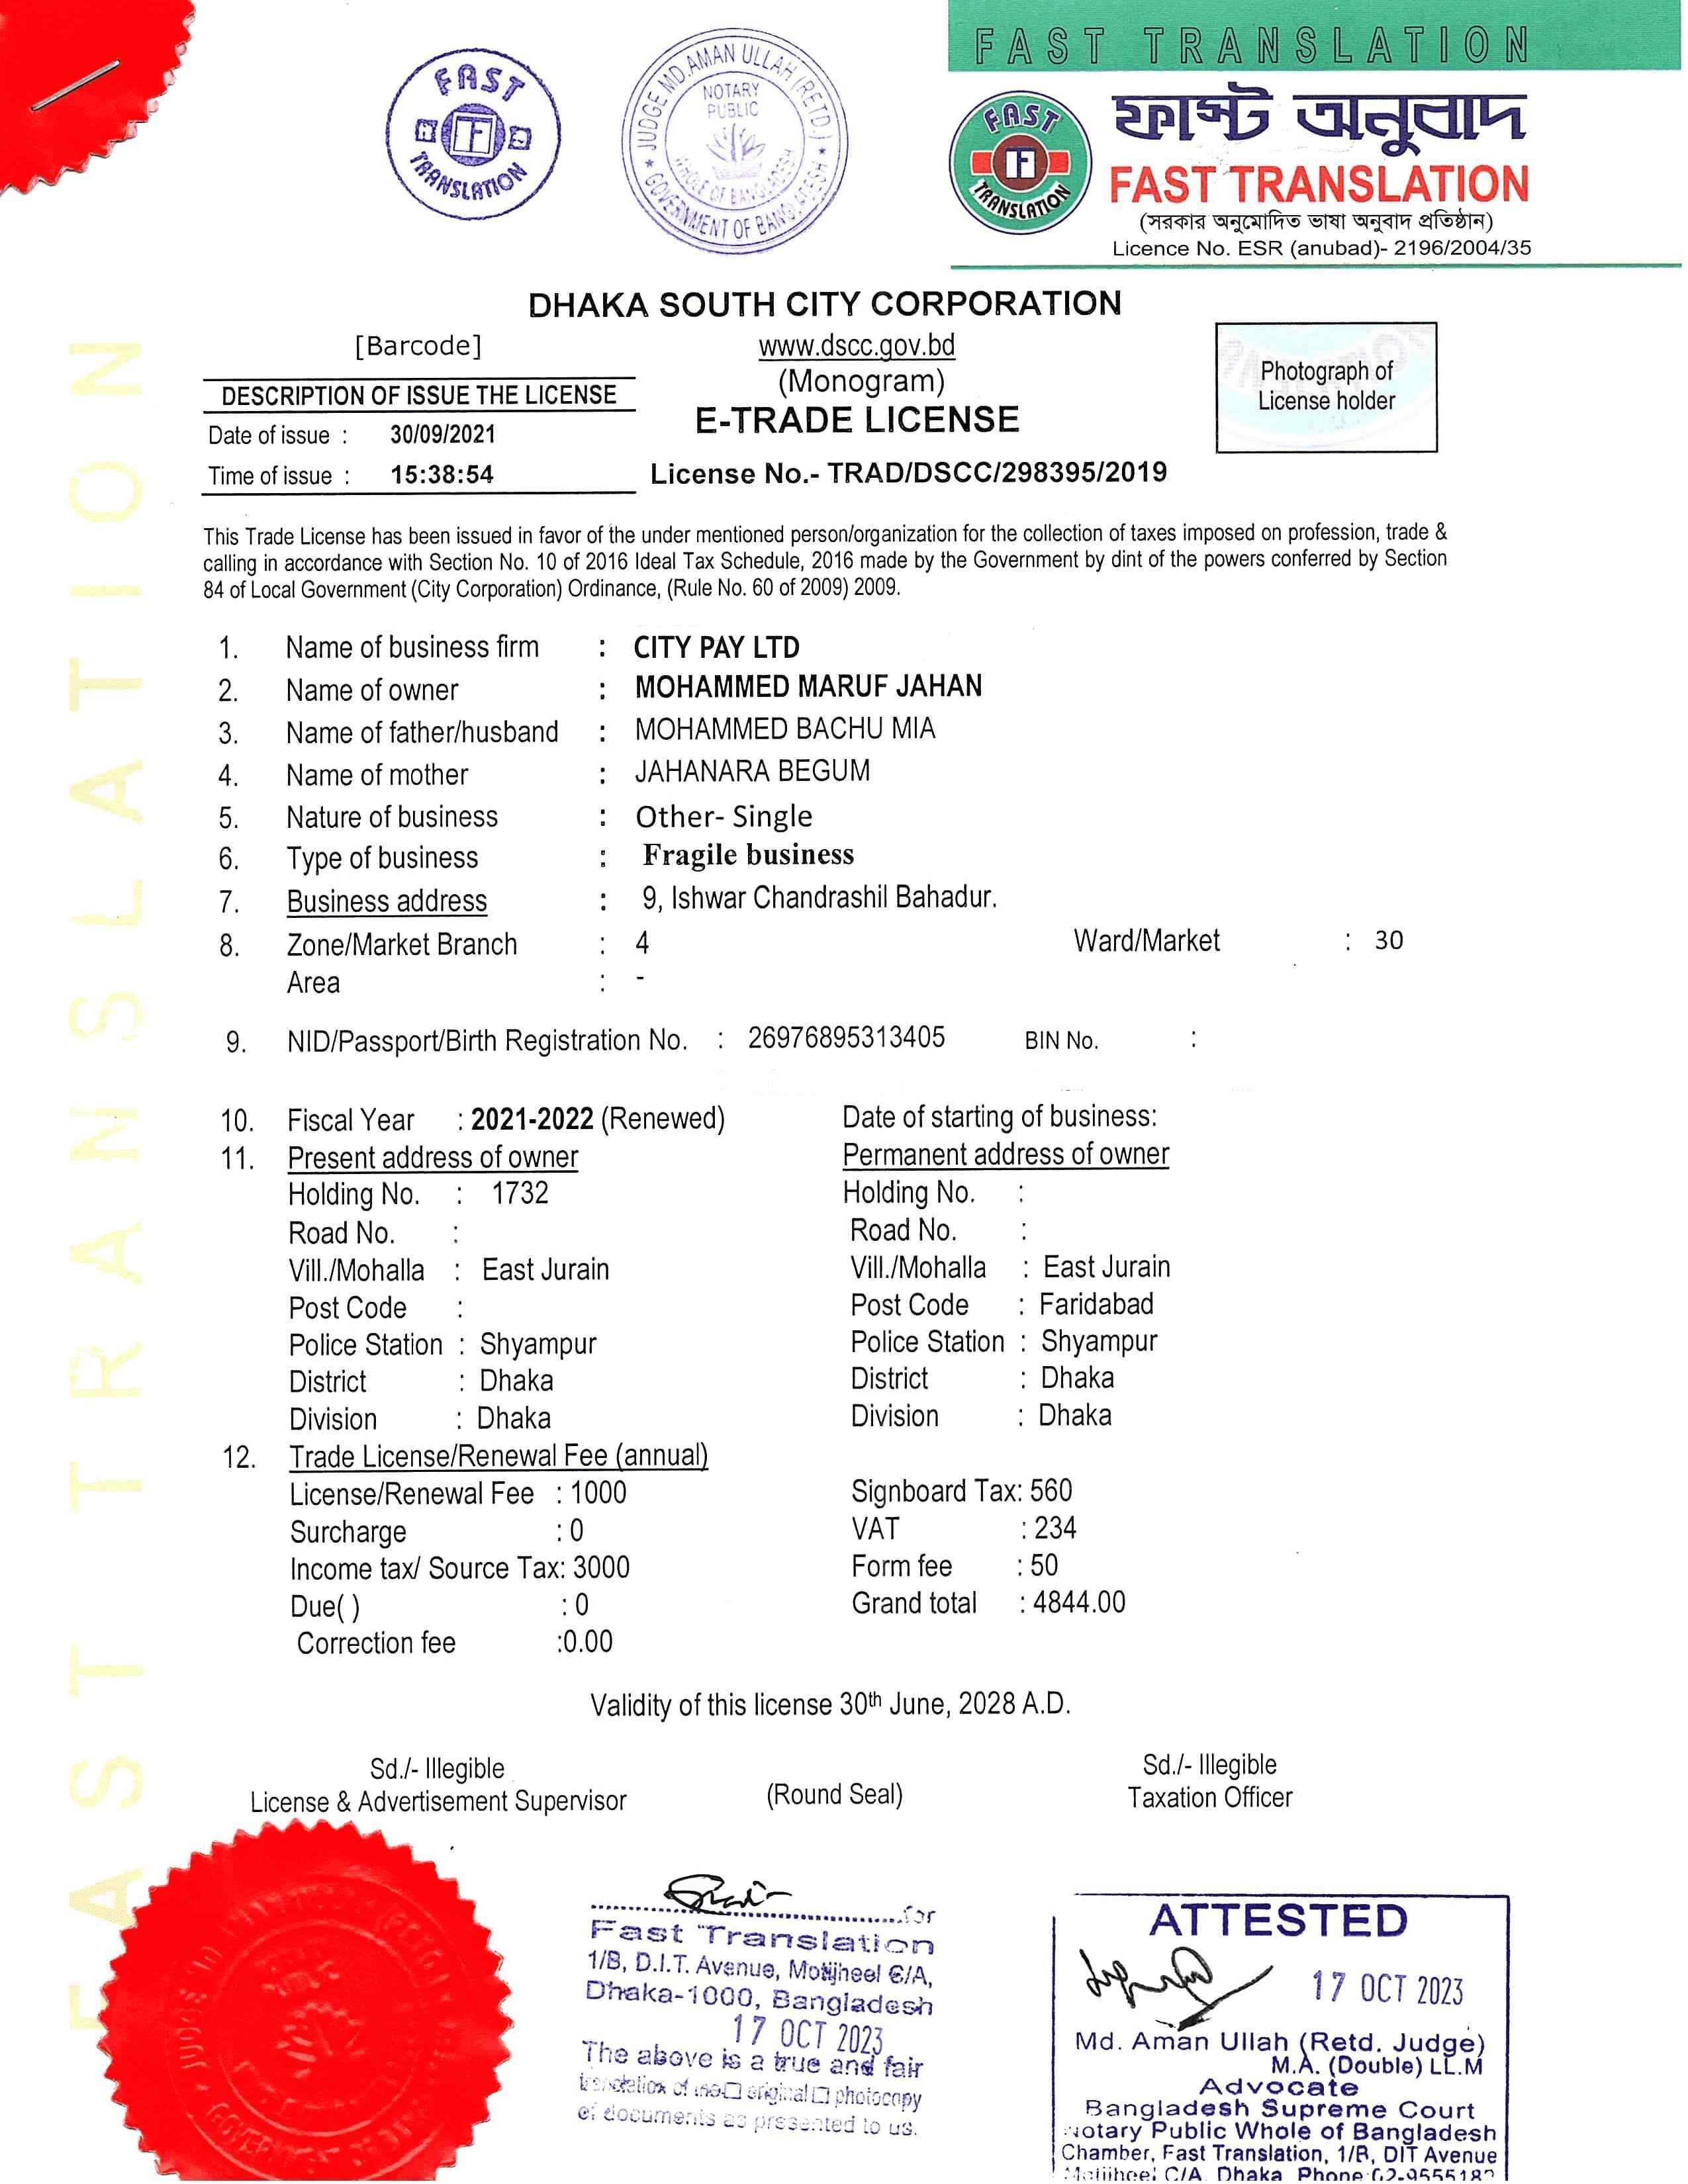 FAST TRANSLATION
JUDGE MD.AMAN ULLAH (RETD.)
NOTARY
PUBLIC
WHOLE OF BANGLADESH
GOVERNMENT OF BANGLADESH
FAST TRANSLATION
ফাস্ট অনুবাদ
FAST TRANSLATION
FAST TRANSLATION
(সরকার অনুমোদিত ভাষা অনুবাদ প্রতিষ্ঠান)
Licence No. ESR (anubad)- 2196/2004/35
DHAKA SOUTH CITY CORPORATION
[Barcode]
www.dscc.gov.bd
(Monogram)
Photograph of
License holder
DESCRIPTION OF ISSUE THE LICENSE
E-TRADE LICENSE
Date of issue : 30/09/2021
Time of issue : 15:38:54
License No.- TRAD/DSCC/298395/2019
This Trade License has been issued in favor of the under mentioned person/organization for the collection of taxes imposed on profession, trade &
calling in accordance with Section No. 10 of 2016 Ideal Tax Schedule, 2016 made by the Government by dint of the powers conferred by Section
84 of Local Government (City Corporation) Ordinance, (Rule No. 60 of 2009) 2009.
1. Name of business firm : CITY PAY LTD
2. Name of owner : MOHAMMED MARUF JAHAN
3. Name of father/husband : MOHAMMED BACHU MIA
4. Name of mother : JAHANARA BEGUM
5. Nature of business : Other- Single
6. Type of business : Fragile business
7. Business address : 9, Ishwar Chandrashil Bahadur.
8. Zone/Market Branch : 4 Ward/Market : 30
Area : -
9. NID/Passport/Birth Registration No. : 26976895313405 BIN No. :
10. Fiscal Year : 2021-2022 (Renewed) Date of starting of business:
11. Present address of owner Permanent address of owner
Holding No. : 1732 Holding No. :
Road No. : Road No. :
Vill./Mohalla : East Jurain Vill./Mohalla : East Jurain
Post Code : Post Code : Faridabad
Police Station : Shyampur Police Station : Shyampur
District : Dhaka District : Dhaka
Division : Dhaka Division : Dhaka
12. Trade License/Renewal Fee (annual)
License/Renewal Fee : 1000 Signboard Tax: 560
Surcharge : 0 VAT : 234
Income tax/ Source Tax: 3000 Form fee : 50
Due( ) : 0 Grand total : 4844.00
Correction fee :0.00
Validity of this license 30th June, 2028 A.D.
Sd./- Illegible Sd./- Illegible
License & Advertisement Supervisor (Round Seal) Taxation Officer
for
Fast Translation
1/B, D.I.T. Avenue, Motijheel C/A,
Dhaka-1000, Bangladesh
17 OCT 2023
The above is a true and fair
translation of the □ original □ photocopy
of documents as presented to us.
ATTESTED
17 OCT 2023
Md. Aman Ullah (Retd. Judge)
M.A. (Double) LL.M
Advocate
Bangladesh Supreme Court
Notary Public Whole of Bangladesh
Chamber, Fast Translation, 1/B, DIT Avenue
Motijheel C/A, Dhaka Phone:02-9555182
FAST TRANSLATION